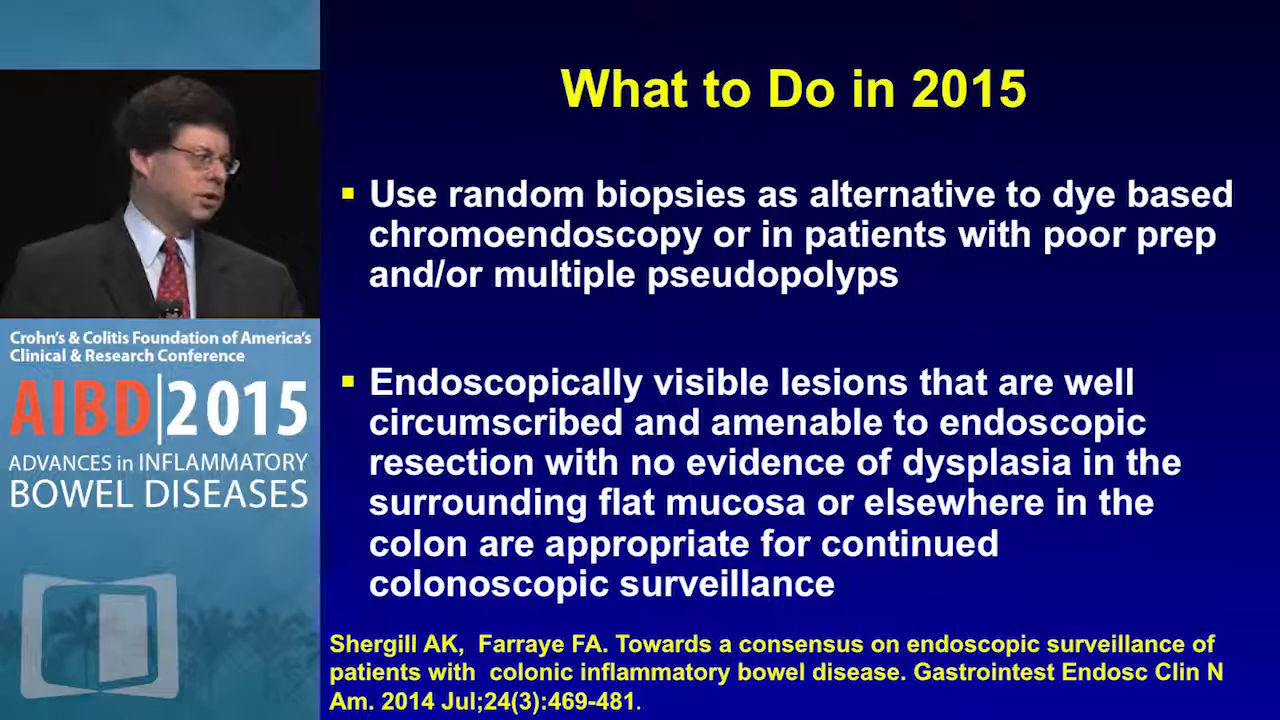 What to Do in 2015
▪ Use random biopsies as alternative to dye based
chromoendoscopy or in patients with poor prep
and/or multiple pseudopolyps
▪ Endoscopically visible lesions that are well
circumscribed and amenable to endoscopic
resection with no evidence of dysplasia in the
surrounding flat mucosa or elsewhere in the
colon are appropriate for continued
colonoscopic surveillance
Shergill AK, Farraye FA. Towards a consensus on endoscopic surveillance of
patients with colonic inflammatory bowel disease. Gastrointest Endosc Clin N
Am. 2014 Jul;24(3):469-481.
Crohn's & Colitis Foundation of America's
Clinical & Research Conference
AIBD|2015
ADVANCES in INFLAMMATORY
BOWEL DISEASES